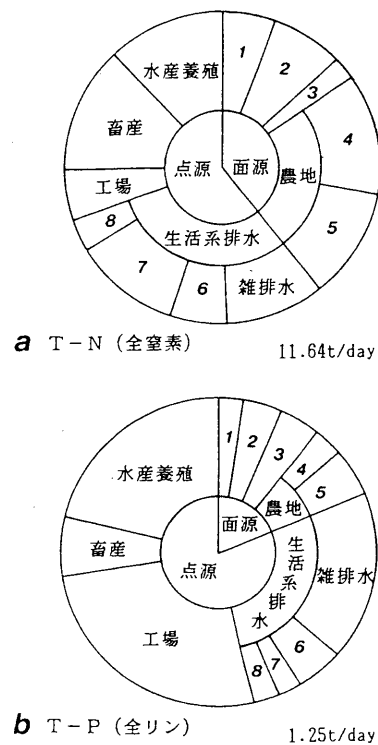 水産養殖
1
2
3
畜産
4
点源
面源
農地
工場
8
生活系排水
5
7
6
雑排水
a T-N (全窒素)
11.64t/day
1
2
3
4
水産養殖
5
面源
農地
畜産
点源
生活系排水
雑排水
工場
6
7
8
b T-P (全リン)
1.25t/day